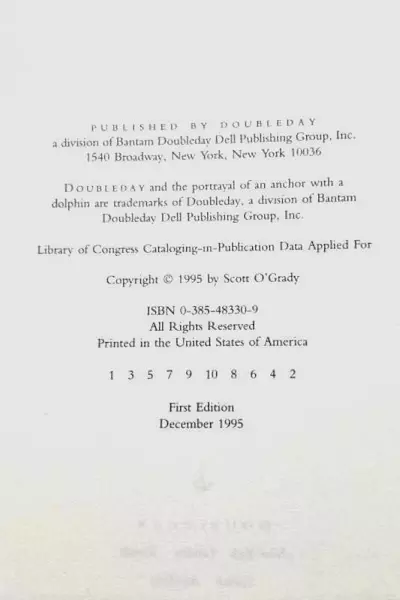 PUBLISHED BY DOUBLEDAY
a division of Bantam Doubleday Dell Publishing Group, Inc.
1540 Broadway, New York, New York 10036
DOUBLEDAY and the portrayal of an anchor with a
dolphin are trademarks of Doubleday, a division of Bantam
Doubleday Dell Publishing Group, Inc.
Library of Congress Cataloging-in-Publication Data Applied For
Copyright © 1995 by Scott O'Grady
ISBN 0-385-48330-9
All Rights Reserved
Printed in the United States of America
1 3 5 7 9 10 8 6 4 2
First Edition
December 1995